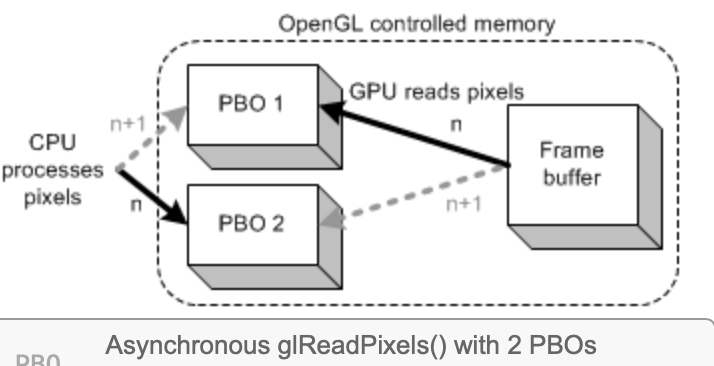 OpenGL controlled memory
PBO 1
GPU reads pixels
n+1
n
CPU
processes
pixels
Frame
buffer
n
PBO 2
n+1
Asynchronous glReadPixels() with 2 PBOs
PBO